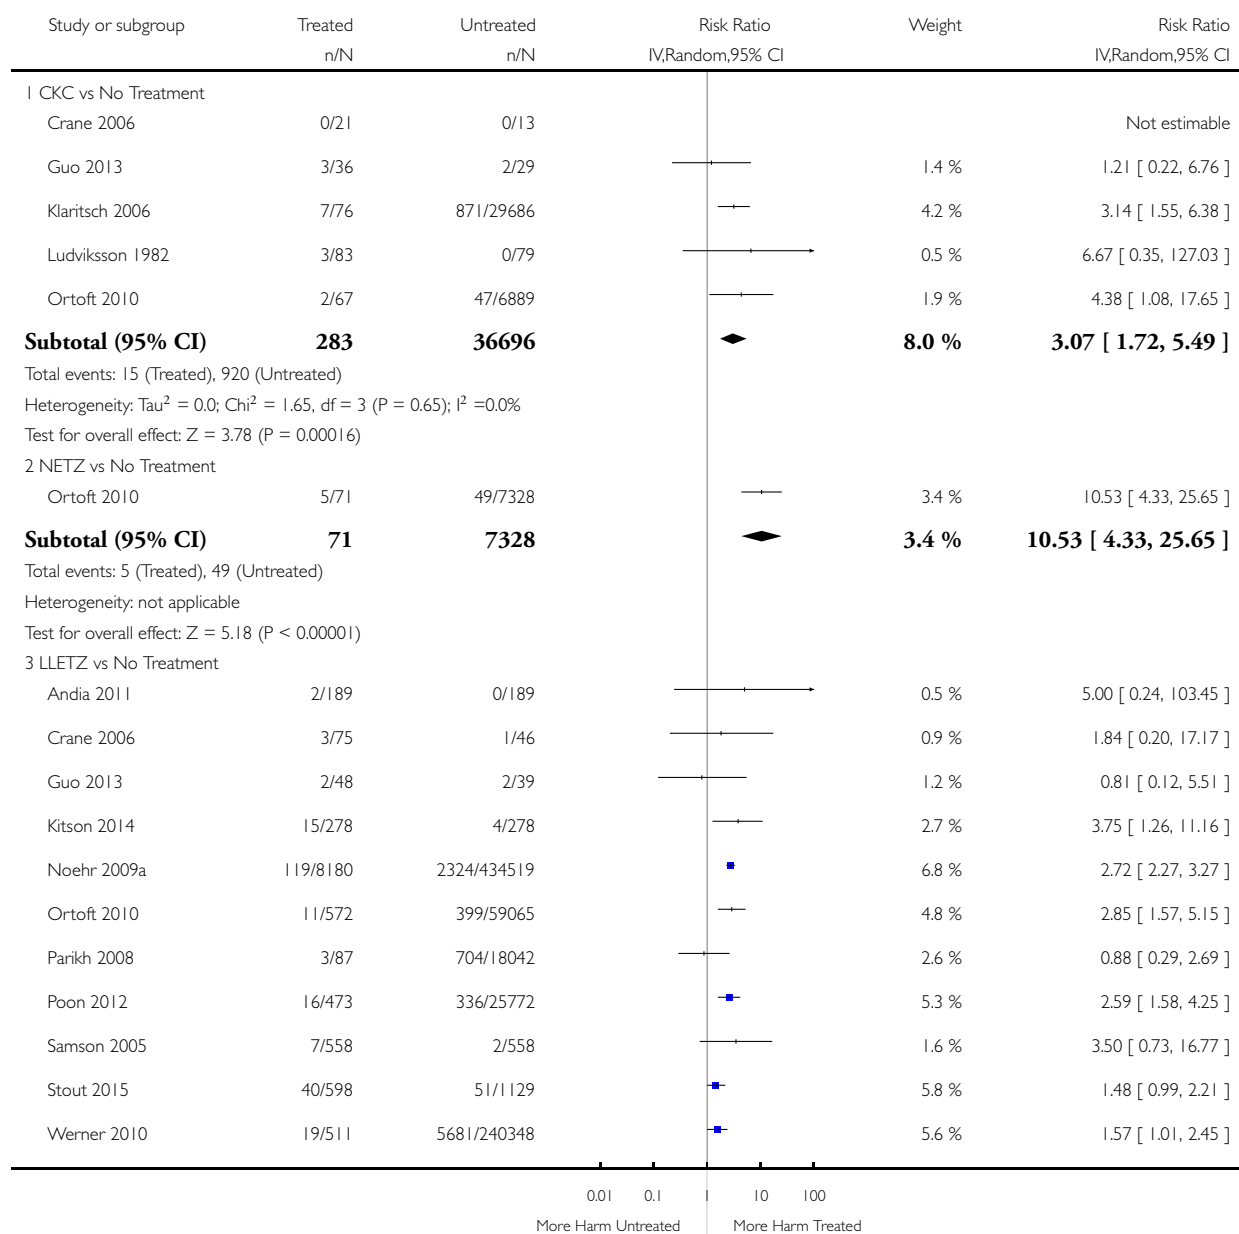 Study or subgroup Treated Untreated Risk Ratio Weight Risk Ratio
n/N n/N IV,Random,95% CI IV,Random,95% CI
1 CKC vs No Treatment
Crane 2006 0/21 0/13 Not estimable
Guo 2013 3/36 2/29 1.4 % 1.21 [ 0.22, 6.76 ]
Klaritsch 2006 7/76 871/29686 4.2 % 3.14 [ 1.55, 6.38 ]
Ludviksson 1982 3/83 0/79 0.5 % 6.67 [ 0.35, 127.03 ]
Ortoft 2010 2/67 47/6889 1.9 % 4.38 [ 1.08, 17.65 ]
Subtotal (95% CI) 283 36696 8.0 % 3.07 [ 1.72, 5.49 ]
Total events: 15 (Treated), 920 (Untreated)
Heterogeneity: Tau² = 0.0; Chi² = 1.65, df = 3 (P = 0.65); I² =0.0%
Test for overall effect: Z = 3.78 (P = 0.00016)
2 NETZ vs No Treatment
Ortoft 2010 5/71 49/7328 3.4 % 10.53 [ 4.33, 25.65 ]
Subtotal (95% CI) 71 7328 3.4 % 10.53 [ 4.33, 25.65 ]
Total events: 5 (Treated), 49 (Untreated)
Heterogeneity: not applicable
Test for overall effect: Z = 5.18 (P < 0.00001)
3 LLETZ vs No Treatment
Andia 2011 2/189 0/189 0.5 % 5.00 [ 0.24, 103.45 ]
Crane 2006 3/75 1/46 0.9 % 1.84 [ 0.20, 17.17 ]
Guo 2013 2/48 2/39 1.2 % 0.81 [ 0.12, 5.51 ]
Kitson 2014 15/278 4/278 2.7 % 3.75 [ 1.26, 11.16 ]
Noehr 2009a 119/8180 2324/434519 6.8 % 2.72 [ 2.27, 3.27 ]
Ortoft 2010 11/572 399/59065 4.8 % 2.85 [ 1.57, 5.15 ]
Parikh 2008 3/87 704/18042 2.6 % 0.88 [ 0.29, 2.69 ]
Poon 2012 16/473 336/25772 5.3 % 2.59 [ 1.58, 4.25 ]
Samson 2005 7/558 2/558 1.6 % 3.50 [ 0.73, 16.77 ]
Stout 2015 40/598 51/1129 5.8 % 1.48 [ 0.99, 2.21 ]
Werner 2010 19/511 5681/240348 5.6 % 1.57 [ 1.01, 2.45 ]
0.01 0.1 1 10 100
More Harm Untreated More Harm Treated